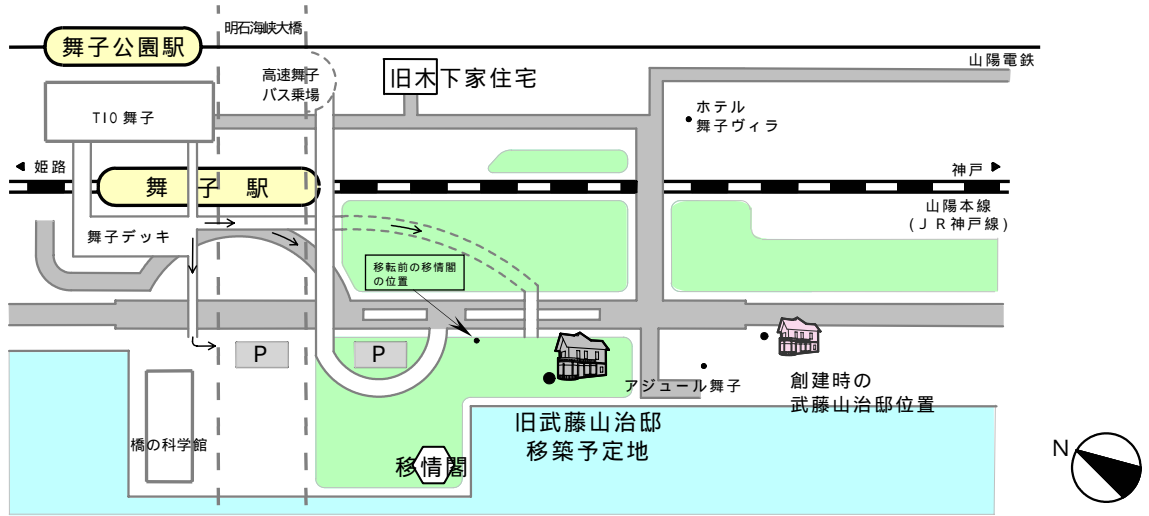 明石海峡大橋
舞子公園駅
山陽電鉄
高速舞子
バス乗場
旧木下家住宅
TIO 舞子
ホテル
舞子ヴィラ
姫路
神戸
舞子駅
山陽本線
(ＪＲ神戸線)
舞子デッキ
移転前の移情閣
の位置
P
P
アジュール舞子
創建時の
武藤山治邸位置
旧武藤山治邸
移築予定地
橋の科学館
移情閣
N